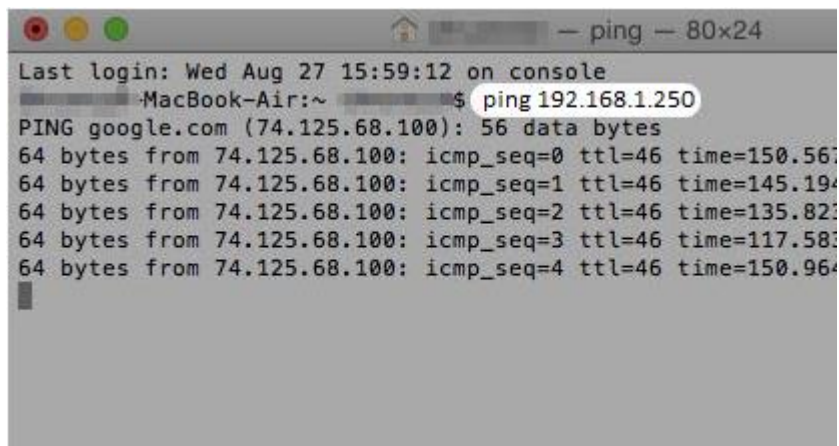 — ping — 80×24
Last login: Wed Aug 27 15:59:12 on console
-MacBook-Air:~ $ ping 192.168.1.250
PING google.com (74.125.68.100): 56 data bytes
64 bytes from 74.125.68.100: icmp_seq=0 ttl=46 time=150.567
64 bytes from 74.125.68.100: icmp_seq=1 ttl=46 time=145.194
64 bytes from 74.125.68.100: icmp_seq=2 ttl=46 time=135.823
64 bytes from 74.125.68.100: icmp_seq=3 ttl=46 time=117.583
64 bytes from 74.125.68.100: icmp_seq=4 ttl=46 time=150.964